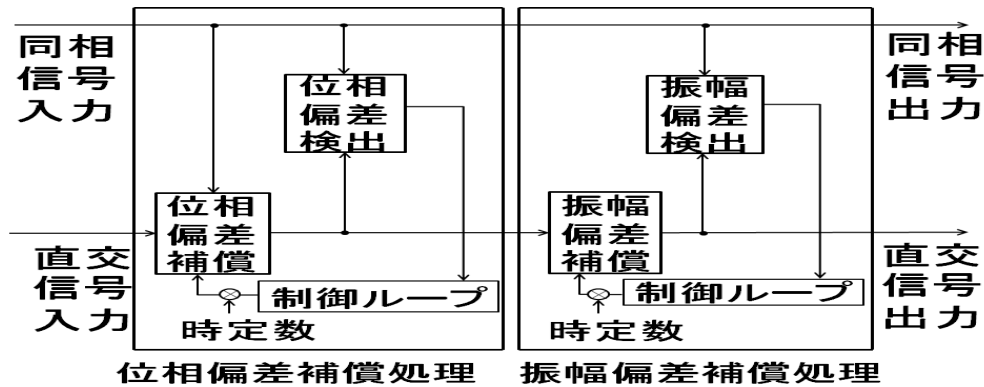 同相
信号
入力
位相
偏差
検出
振幅
偏差
検出
同相
信号
出力
位相
偏差
補償
振幅
偏差
補償
直交
信号
入力
制御ループ
時定数
制御ループ
時定数
直交
信号
出力
位相偏差補償処理
振幅偏差補償処理